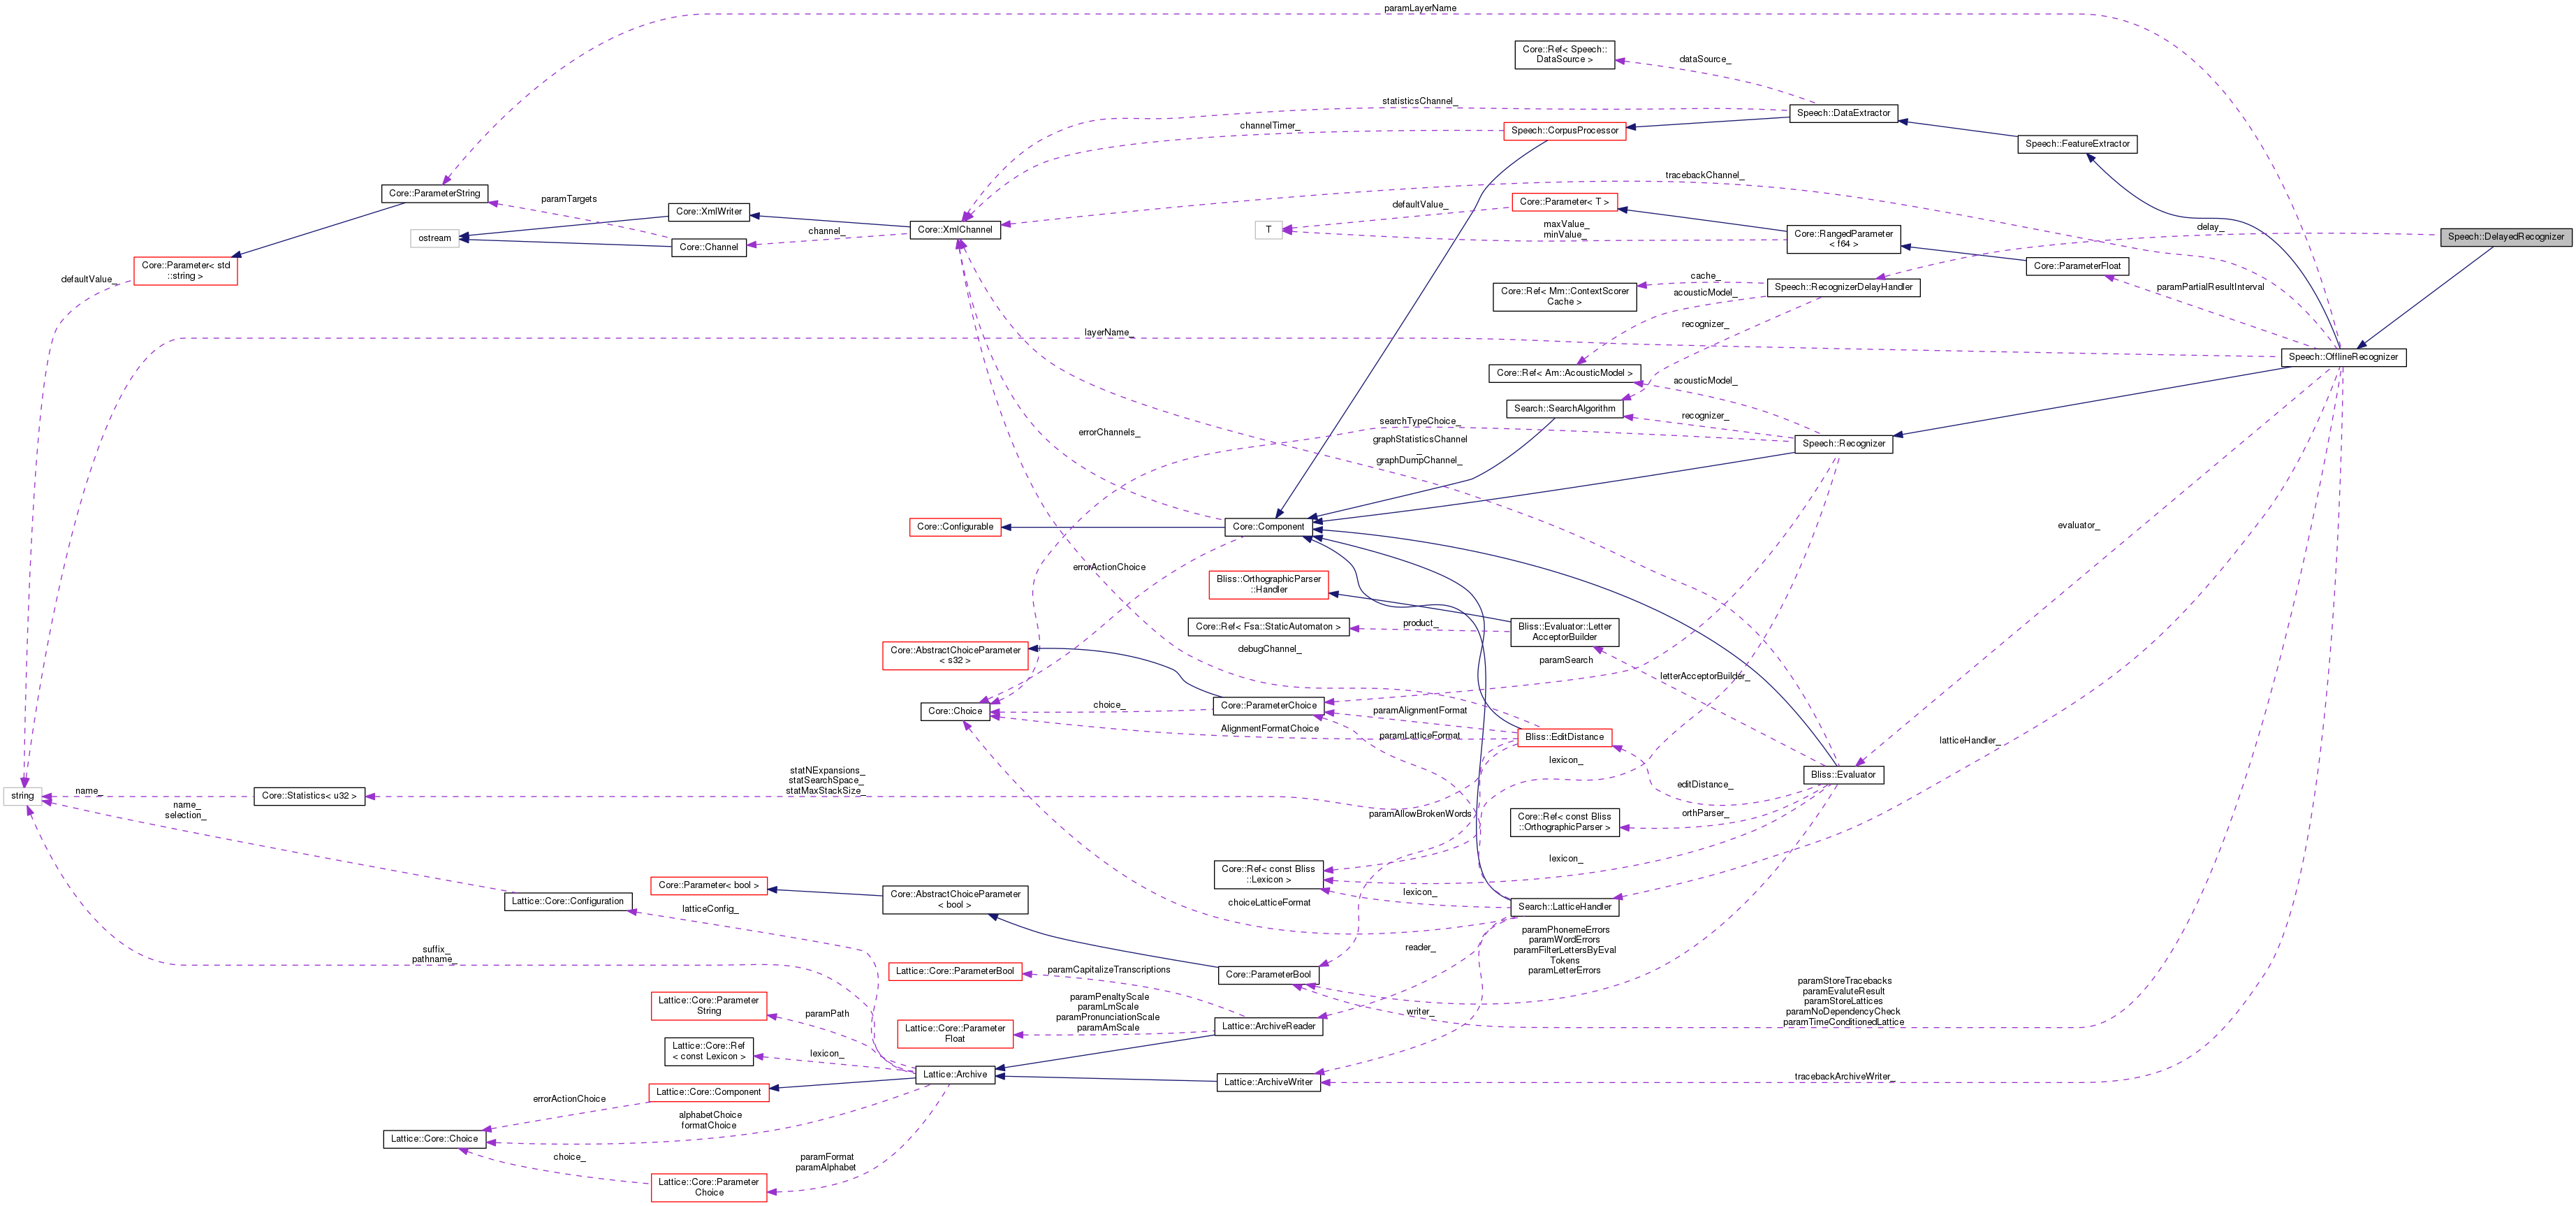 paramLayerName
Core::Ref< Speech::
DataSource >
dataSource_
statisticsChannel_
Speech::DataExtractor
channelTimer_
Speech::CorpusProcessor
Speech::FeatureExtractor
tracebackChannel_
Core::ParameterString
paramTargets
Core::XmlWriter
Core::Parameter< T >
defaultValue_
ostream
Core::Channel
channel_
Core::XmlChannel
T
maxValue_
minValue_
Core::RangedParameter
< f64 >
delay_
Speech::DelayedRecognizer
Core::Parameter< std
::string >
defaultValue_
Core::ParameterFloat
cache_
Core::Ref< Mm::ContextScorer
Cache >
acousticModel_
Speech::RecognizerDelayHandler
paramPartialResultInterval
recognizer_
layerName_
Speech::OfflineRecognizer
Core::Ref< Am::AcousticModel >
acousticModel_
Search::SearchAlgorithm
recognizer_
searchTypeChoice_
errorChannels_
graphStatisticsChannel
_
graphDumpChannel_
Speech::Recognizer
Core::Configurable
Core::Component
evaluator_
errorActionChoice
Bliss::OrthographicParser
::Handler
Core::Ref< Fsa::StaticAutomaton >
product_
Bliss::Evaluator::Letter
AcceptorBuilder
Core::AbstractChoiceParameter
< s32 >
debugChannel_
paramSearch
letterAcceptorBuilder_
Core::Choice
choice_
Core::ParameterChoice
paramAlignmentFormat
AlignmentFormatChoice
paramLatticeFormat
Bliss::EditDistance
latticeHandler_
lexicon_
Bliss::Evaluator
editDistance_
string
name_
Core::Statistics< u32 >
statNExpansions_
statSearchSpace_
statMaxStackSize_
name_
selection_
paramAllowBrokenWords
orthParser_
Core::Ref< const Bliss
::OrthographicParser >
Core::Ref< const Bliss
::Lexicon >
lexicon_
lexicon_
Lattice::Core::Configuration
Core::Parameter< bool >
Core::AbstractChoiceParameter
< bool >
latticeConfig_
choiceLatticeFormat
Search::LatticeHandler
suffix_
pathname_
reader_
paramPhonemeErrors
paramWordErrors
paramFilterLettersByEval
Tokens
paramLetterErrors
Lattice::Core::ParameterBool
paramCapitalizeTranscriptions
Core::ParameterBool
paramStoreTracebacks
paramEvaluteResult
paramStoreLattices
paramNoDependencyCheck
paramTimeConditionedLattice
Lattice::Core::Parameter
String
paramPath
Lattice::Core::Parameter
Float
paramPenaltyScale
paramLmScale
paramPronunciationScale
paramAmScale
Lattice::ArchiveReader
writer_
Lattice::Core::Ref
< const Lexicon >
lexicon_
Lattice::Archive
Lattice::ArchiveWriter
tracebackArchiveWriter_
Lattice::Core::Component
errorActionChoice
alphabetChoice
formatChoice
Lattice::Core::Choice
choice_
paramFormat
paramAlphabet
Lattice::Core::Parameter
Choice